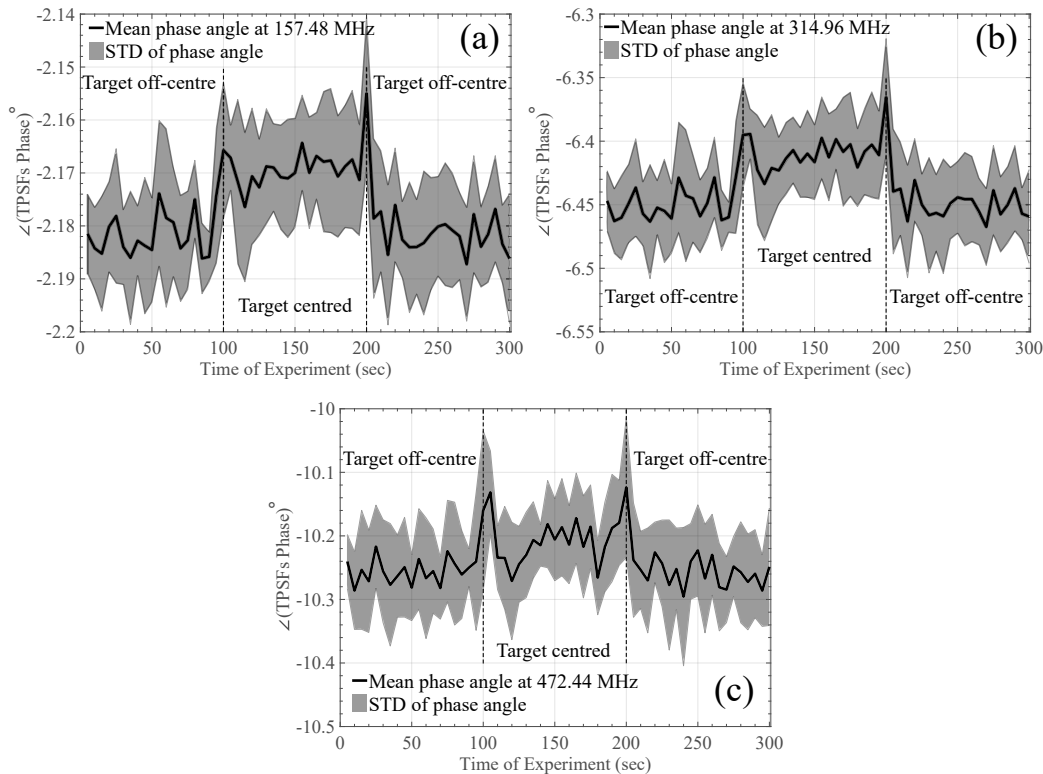 -2.14
Mean phase angle at 157.48 MHz
STD of phase angle
(a)
-2.15
Target off-centre
Target off-centre
-2.16
-2.17
-2.18
-2.19
-2.2
Target centred
∠(TPSFs Phase)°
0 50 100 150 200 250 300
Time of Experiment (sec)
-6.3
Mean phase angle at 314.96 MHz
STD of phase angle
(b)
-6.35
-6.4
-6.45
-6.5
-6.55
Target centred
Target off-centre
Target off-centre
∠(TPSFs Phase)°
0 50 100 150 200 250 300
Time of Experiment (sec)
-10
-10.1
-10.2
-10.3
-10.4
-10.5
Target off-centre
Target off-centre
Target centred
Mean phase angle at 472.44 MHz
STD of phase angle
(c)
∠(TPSFs Phase)°
0 50 100 150 200 250 300
Time of Experiment (sec)